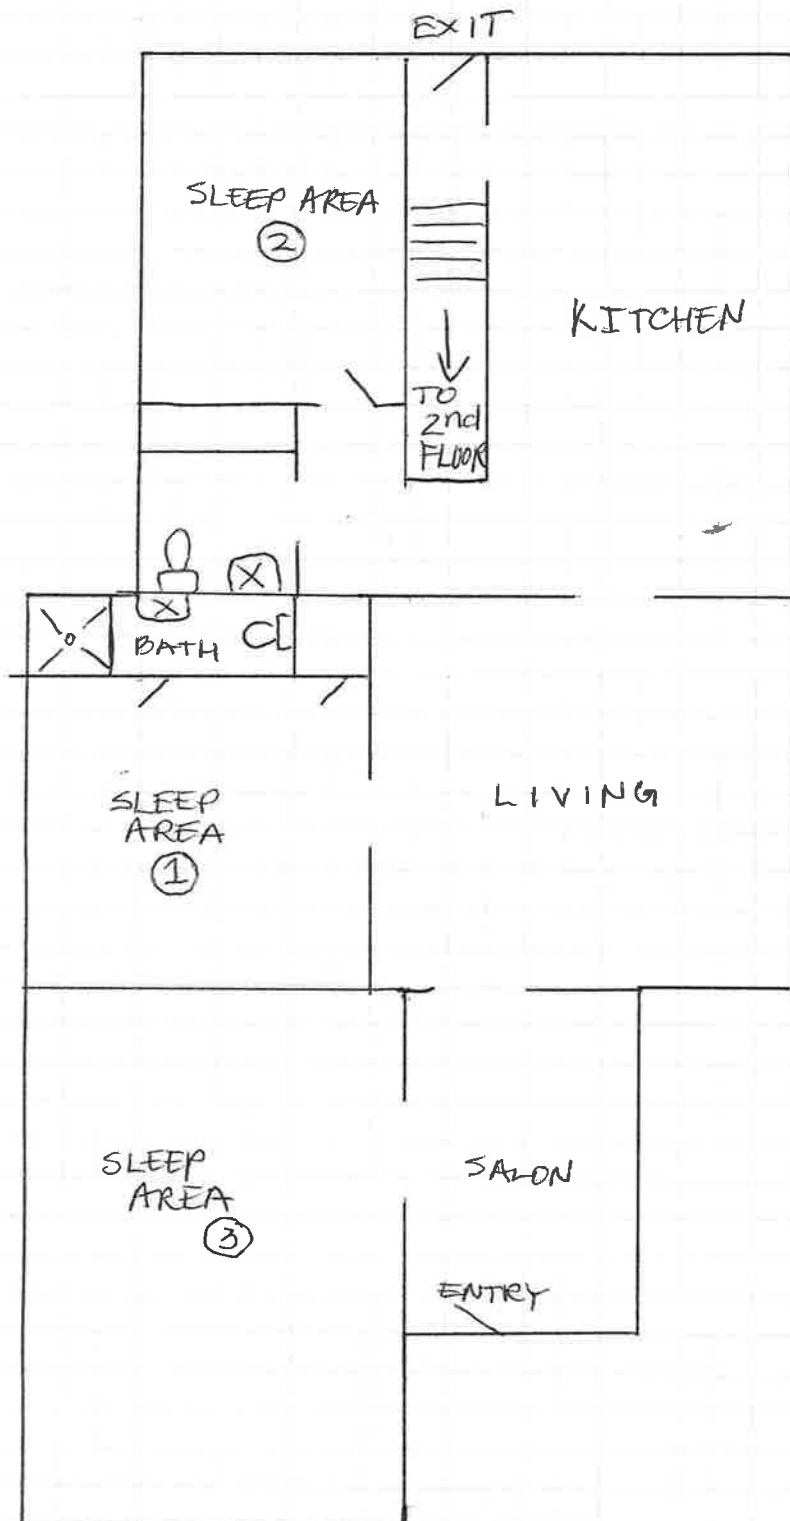 EXIT
SLEEP AREA
2
KITCHEN
TO
2nd
FLOOR
BATH
SLEEP
AREA
1
LIVING
SLEEP
AREA
3
SALON
ENTRY